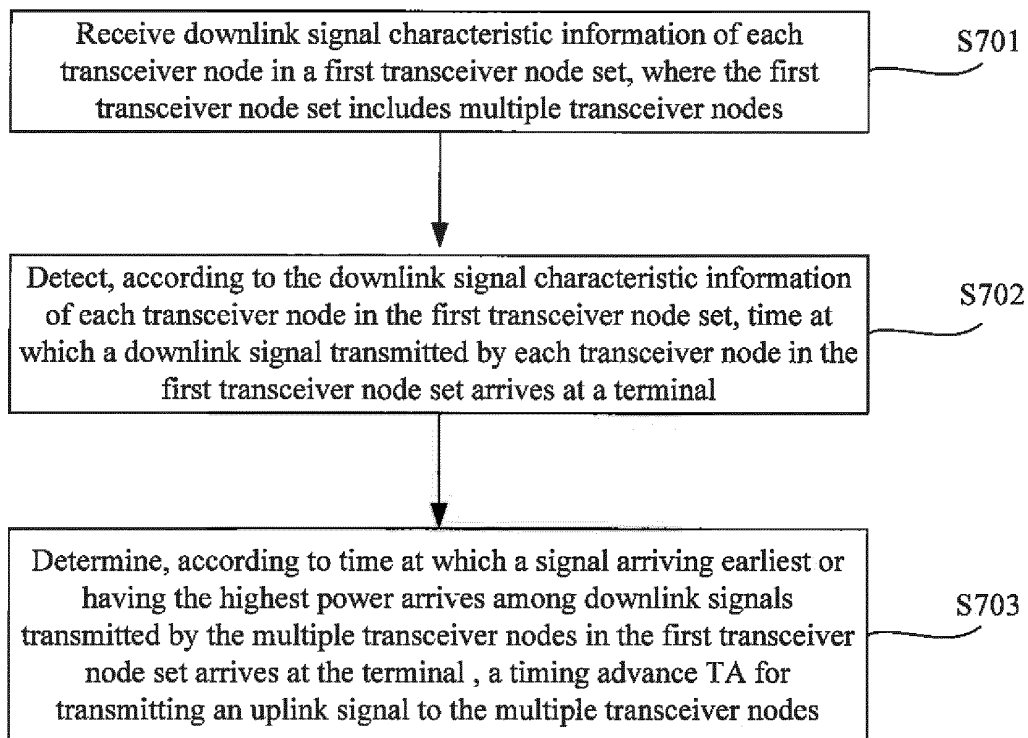 Receive downlink signal characteristic information of each
transceiver node in a first transceiver node set, where the first
transceiver node set includes multiple transceiver nodes
S701
Detect, according to the downlink signal characteristic information
of each transceiver node in the first transceiver node set, time at
which a downlink signal transmitted by each transceiver node in the
first transceiver node set arrives at a terminal
S702
Determine, according to time at which a signal arriving earliest or
having the highest power arrives among downlink signals
transmitted by the multiple transceiver nodes in the first transceiver
node set arrives at the terminal , a timing advance TA for
transmitting an uplink signal to the multiple transceiver nodes
S703